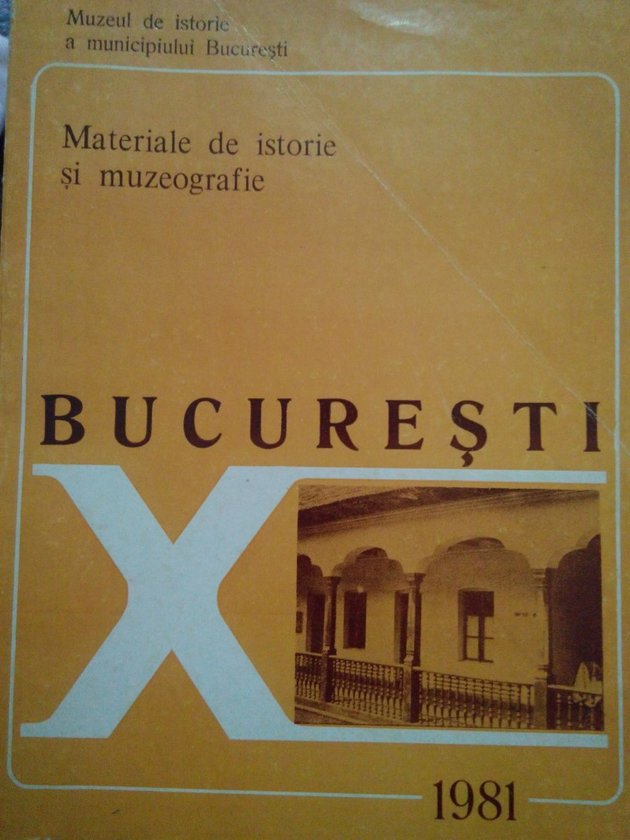 Muzeul de istorie
a municipiului București
Materiale de istorie
și muzeografie
BUCUREȘTI
X
1981